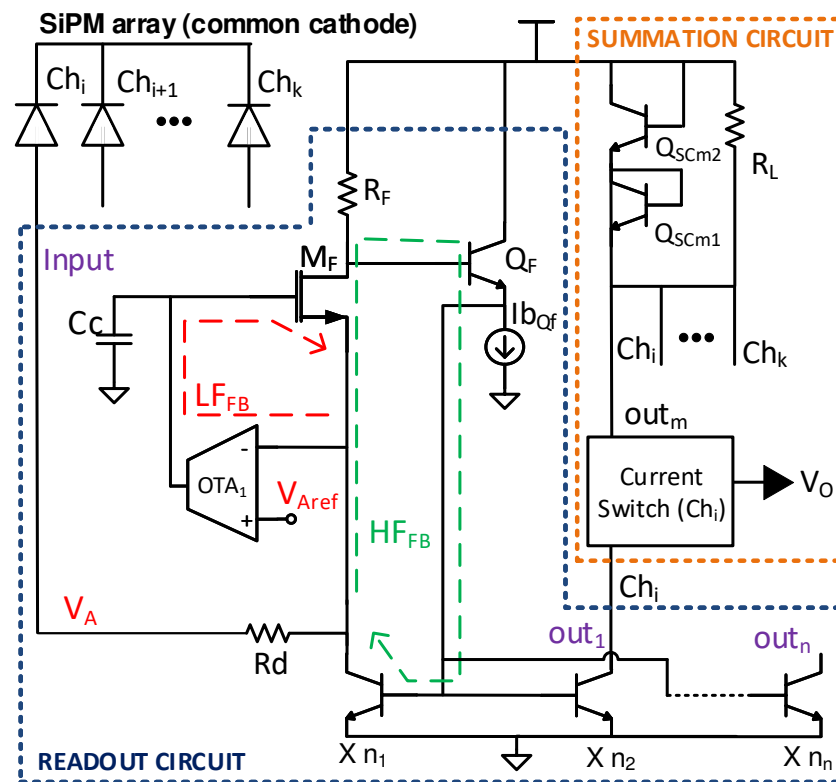 SiPM array (common cathode)
SUMMATION CIRCUIT
Chi
Chi+1
Chk
QSCm2
RL
RF
QSCm1
Input
MF
QF
IbQf
Cc
Chi
Chk
LFFB
outm
OTA1
-
+
VAref
Current
Switch (Chi)
VO
HFFB
Chi
VA
Rd
out1
outn
READOUT CIRCUIT
X n1
X n2
X nn